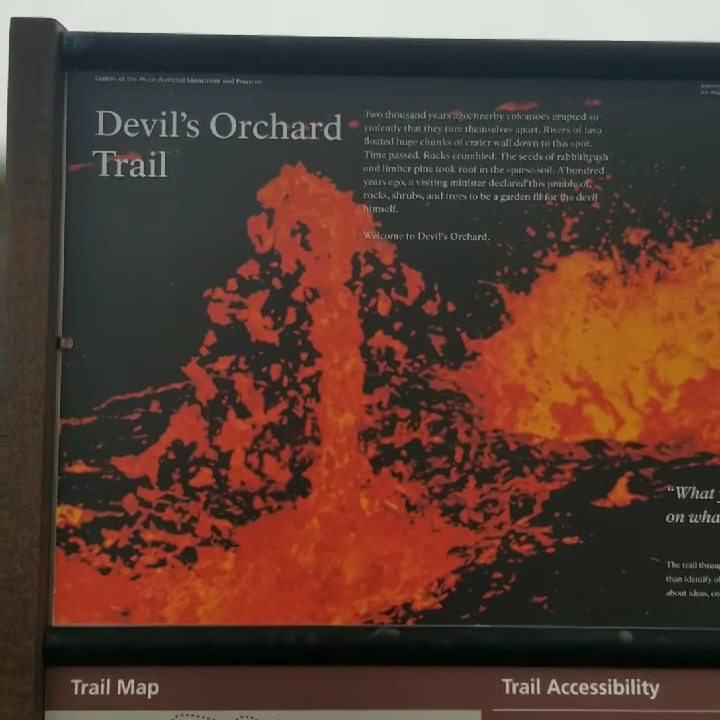 Craters of the Moon National Monument and Preserve
Devil's Orchard
Trail
Two thousand years ago, nearby volcanoes erupted so
violently that they tore themselves apart. Rivers of lava
floated huge chunks of crater wall down to this spot.
Time passed. Rocks crumbled. The seeds of rabbitbrush
and limber pine took root in the sparse soil. A hundred
years ago, a visiting minister declared this jumble of
rocks, shrubs, and trees to be a garden fit for the devil
himself.
Welcome to Devil's Orchard.
"What
on wha
The trail throug
than identify o
about ideas, co
Trail Map
Trail Accessibility